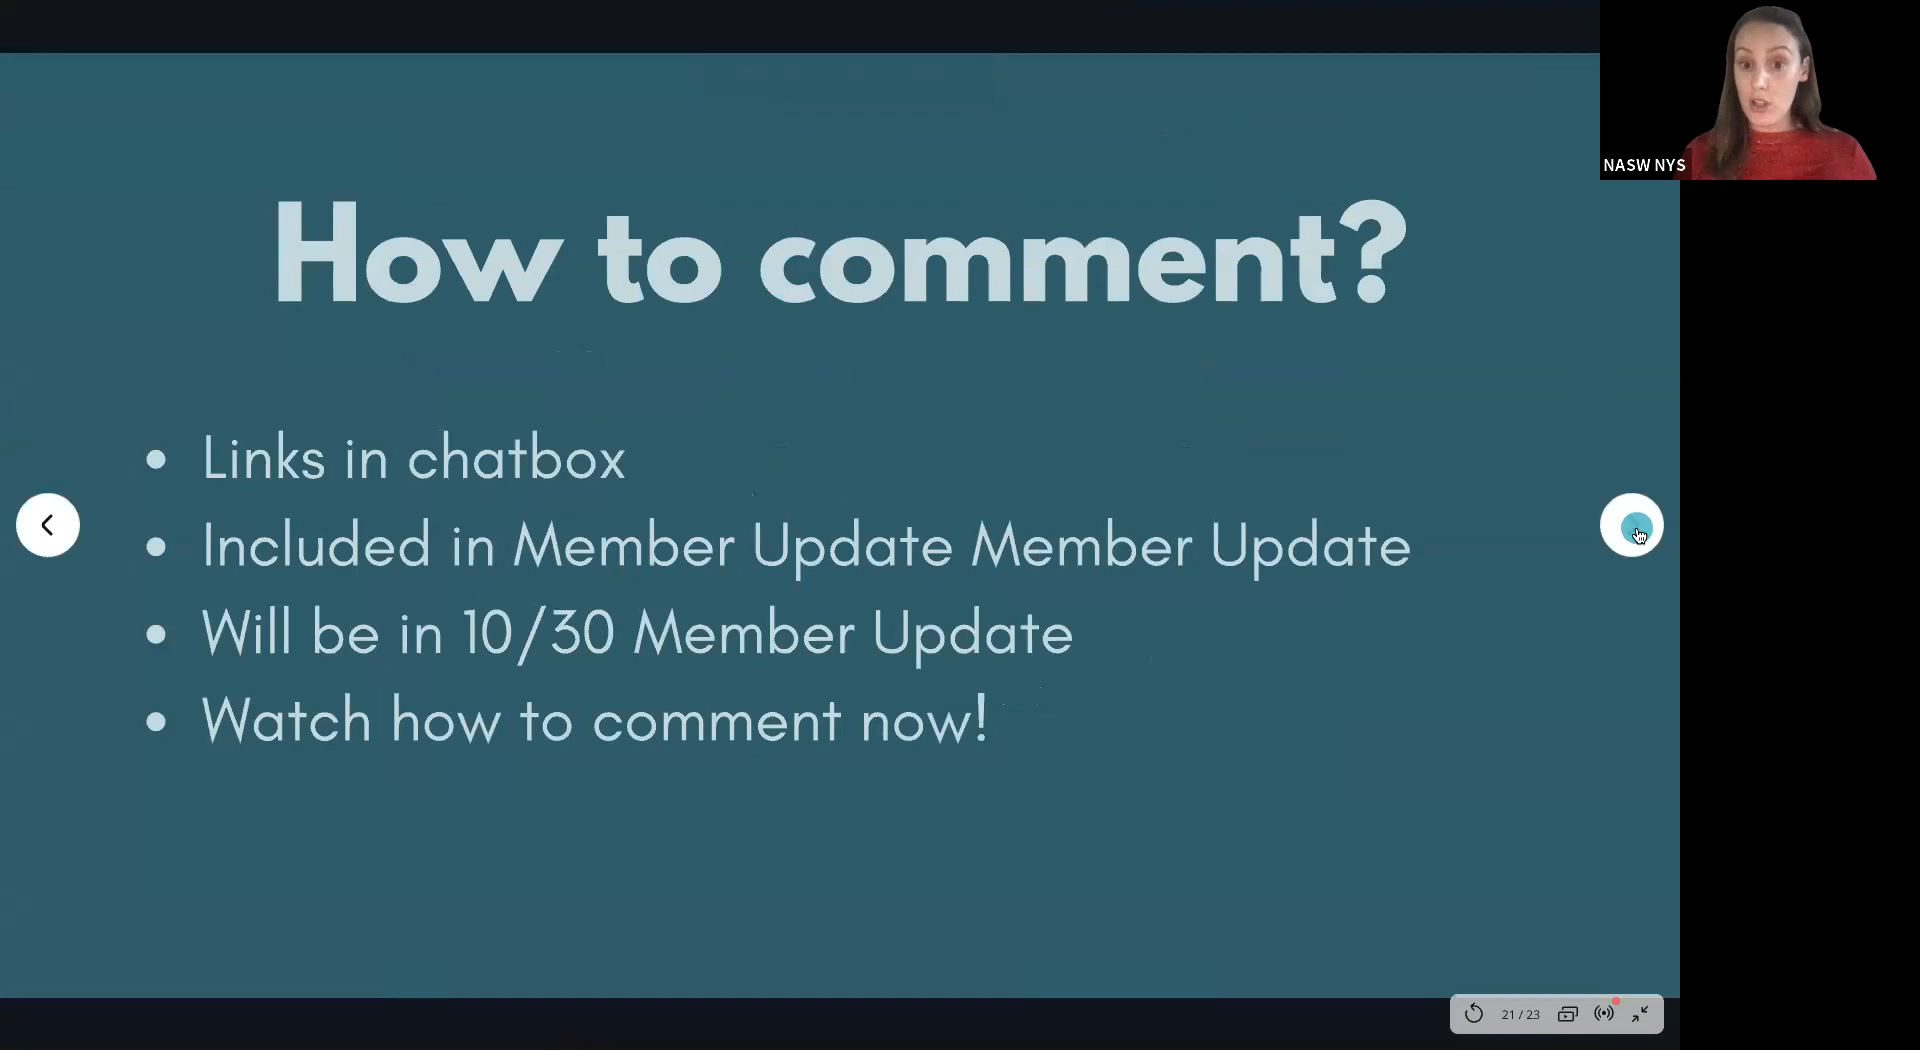 NASW NYS
How to comment?
• Links in chatbox
• Included in Member Update Member Update
• Will be in 10/30 Member Update
• Watch how to comment now!
21 / 23